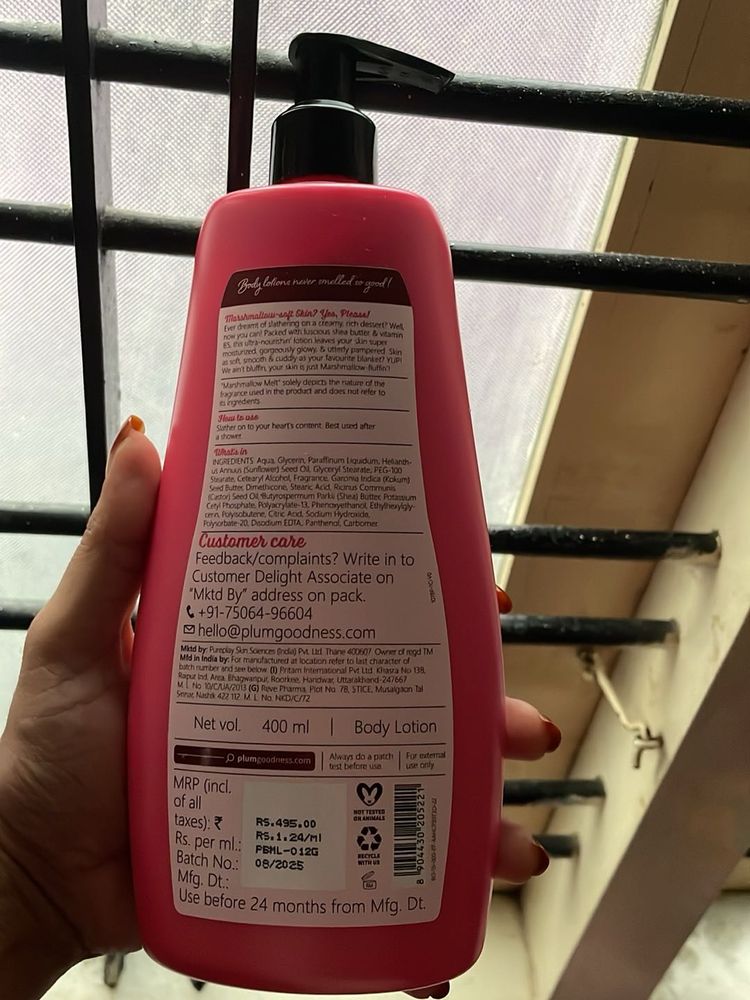 Body lotions never smelled so good!
Marshmallow-soft Skin? Yes, Please!
Ever dreamt of slathering on a creamy, rich dessert? Well,
now you can! Packed with luscious shea butter & vitamin
B5, this ultra-nourishin' lotion leaves your skin super
moisturized, gorgeously glowy, & utterly pampered. Skin
as soft, smooth & cuddly as your favourite blanket? YUP!
We ain't bluffin, your skin is just Marshmallow-fluffin'!
"Marshmallow Melt" solely depicts the nature of the
fragrance used in the product and does not refer to
its ingredients.
How to use
Slather on to your heart's content. Best used after
a shower.
What's in
INGREDIENTS: Aqua, Glycerin, Paraffinum Liquidum, Helianth-
us Annuus (Sunflower) Seed Oil, Glyceryl Stearate, PEG-100
Stearate, Cetearyl Alcohol, Fragrance, Garcinia Indica (Kokum)
Seed Butter, Dimethicone, Stearic Acid, Ricinus Communis
(Castor) Seed Oil, Butyrospermum Parkii (Shea) Butter, Potassium
Cetyl Phosphate, Polyacrylate-13, Phenoxyethanol, Ethylhexylgly-
cerin, Polyisobutene, Citric Acid, Sodium Hydroxide,
Polysorbate-20, Disodium EDTA, Panthenol, Carbomer
Customer care
Feedback/complaints? Write in to
Customer Delight Associate on
"Mktd By" address on pack.
+91-75064-96604
hello@plumgoodness.com
Mktd by: Pureplay Skin Sciences (India) Pvt. Ltd. Thane 400607. Owner of regd TM
Mfd in India by: For manufactured at location refer to last character of
batch number and see below. (I) Pritam International Pvt Ltd. Khasra No 138,
Raipur Ind. Area, Bhagwanpur, Roorkee, Haridwar, Uttarakhand-247667
M. L. No 10/C/UA/2013 (G) Reve Pharma, Plot No. 78, STICE, Musalgaon Tal
Sinnar, Nashik 422 112. M. L. No. NKD/C/72
Net vol. 400 ml | Body Lotion
plumgoodness.com
Always do a patch
test before use.
For external
use only
MRP (incl.
of all
taxes): ₹
Rs. per ml.:
Batch No.:
Mfg. Dt.:
RS.495.00
RS.1.24/ml
PBML-012G
08/2025
NOT TESTED
ON ANIMALS
RECYCLE
WITH US
8 904430 205221
Use before 24 months from Mfg. Dt.